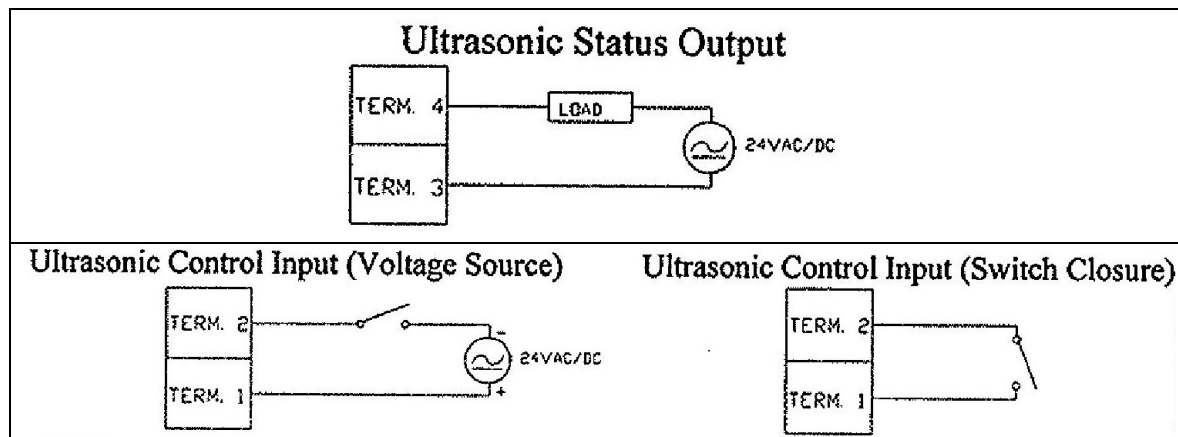 Ultrasonic Status Output
TERM. 4
LOAD
24VAC/DC
TERM. 3
Ultrasonic Control Input (Voltage Source)
TERM. 2
-
24VAC/DC
TERM. 1
+
Ultrasonic Control Input (Switch Closure)
TERM. 2
TERM. 1